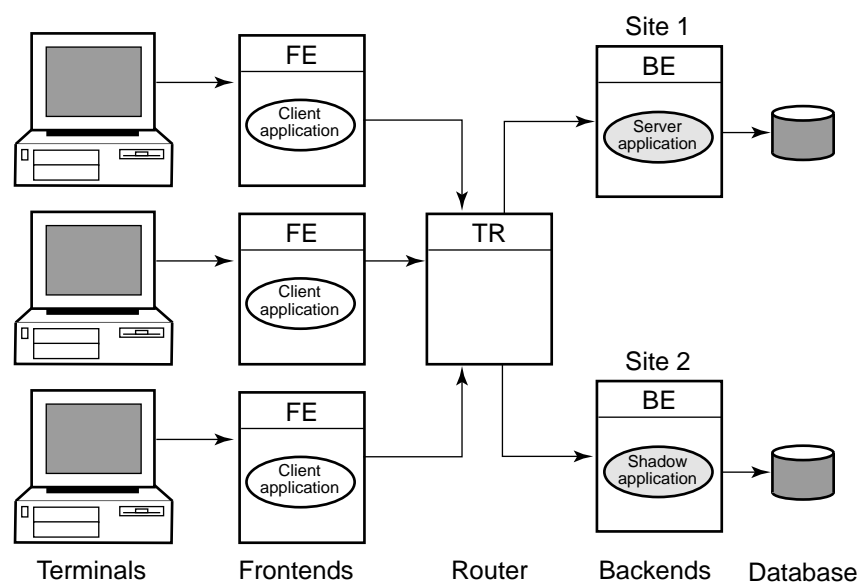 Site 1
FE
BE
Client
application
Server
application
FE
TR
Client
application
Site 2
FE
BE
Client
application
Shadow
application
Terminals
Frontends
Router
Backends
Database